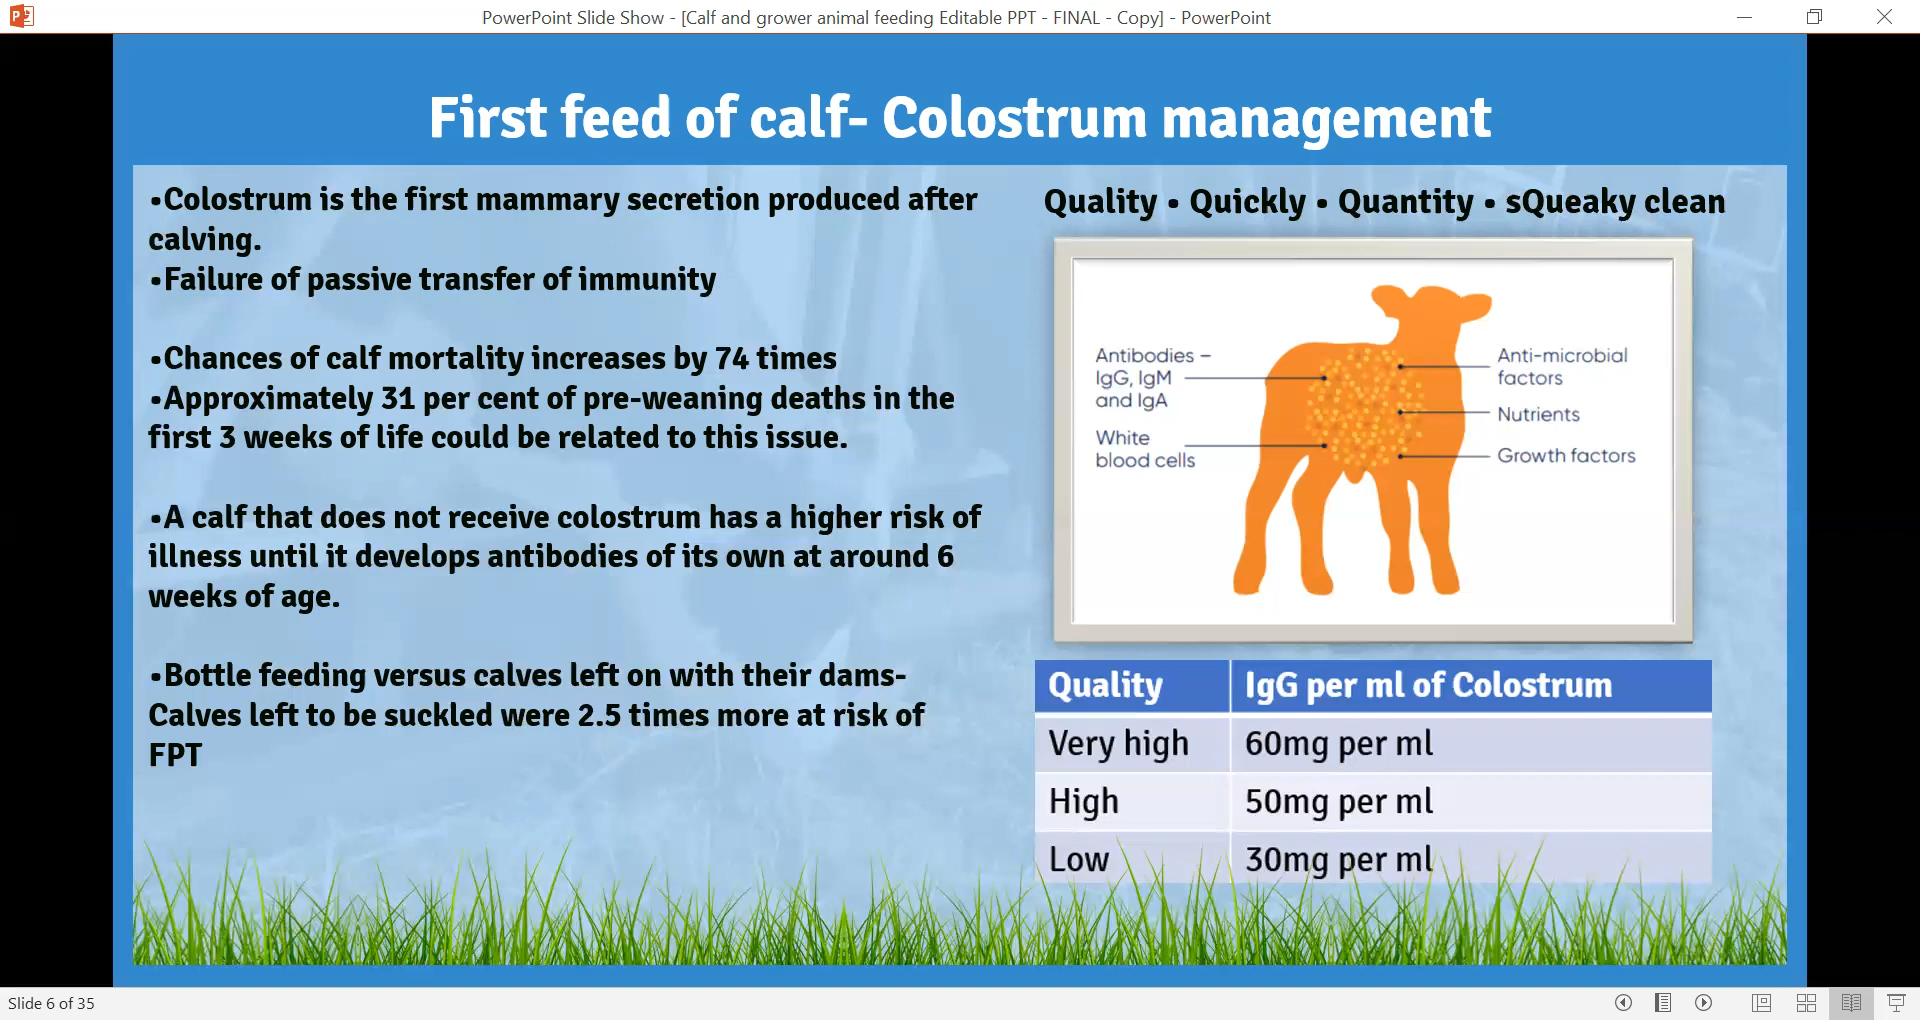 PowerPoint Slide Show - [Calf and grower animal feeding Editable PPT - FINAL - Copy] - PowerPoint
First feed of calf- Colostrum management
•Colostrum is the first mammary secretion produced after
calving.
•Failure of passive transfer of immunity
•Chances of calf mortality increases by 74 times
•Approximately 31 per cent of pre-weaning deaths in the
first 3 weeks of life could be related to this issue.
•A calf that does not receive colostrum has a higher risk of
illness until it develops antibodies of its own at around 6
weeks of age.
•Bottle feeding versus calves left on with their dams-
Calves left to be suckled were 2.5 times more at risk of
FPT
Quality • Quickly • Quantity • sQueaky clean
Antibodies –
IgG, IgM
and IgA
White
blood cells
Anti-microbial
factors
Nutrients
Growth factors
Quality IgG per ml of Colostrum
Very high 60mg per ml
High 50mg per ml
Low 30mg per ml
Slide 6 of 35